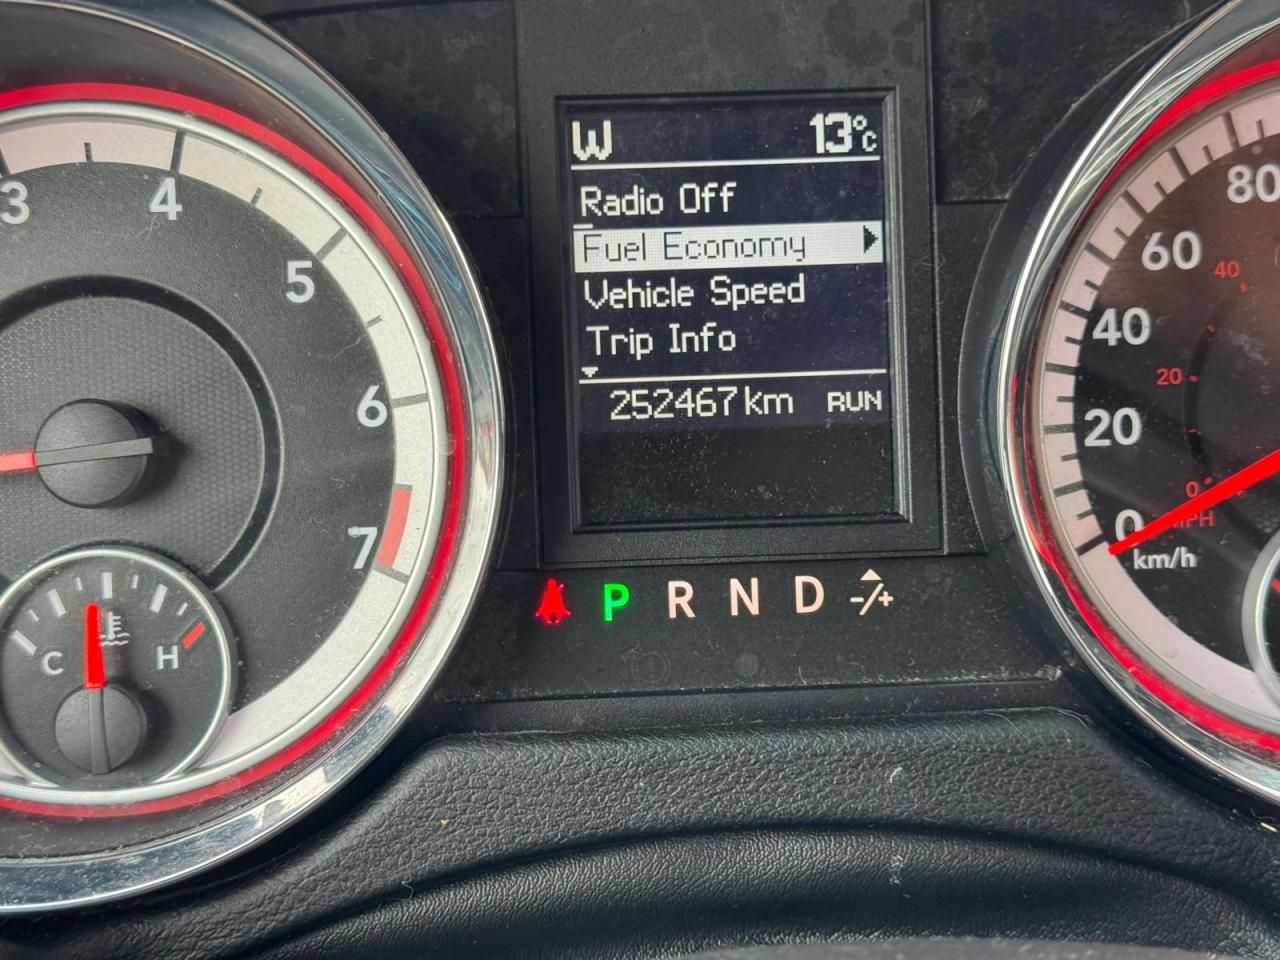 W 13°C
Radio Off
Fuel Economy
Vehicle Speed
Trip Info
252467 km RUN
3
4
5
6
7
C H
P R N D -/+
80
60
40
40
20
20
0
0 MPH
km/h